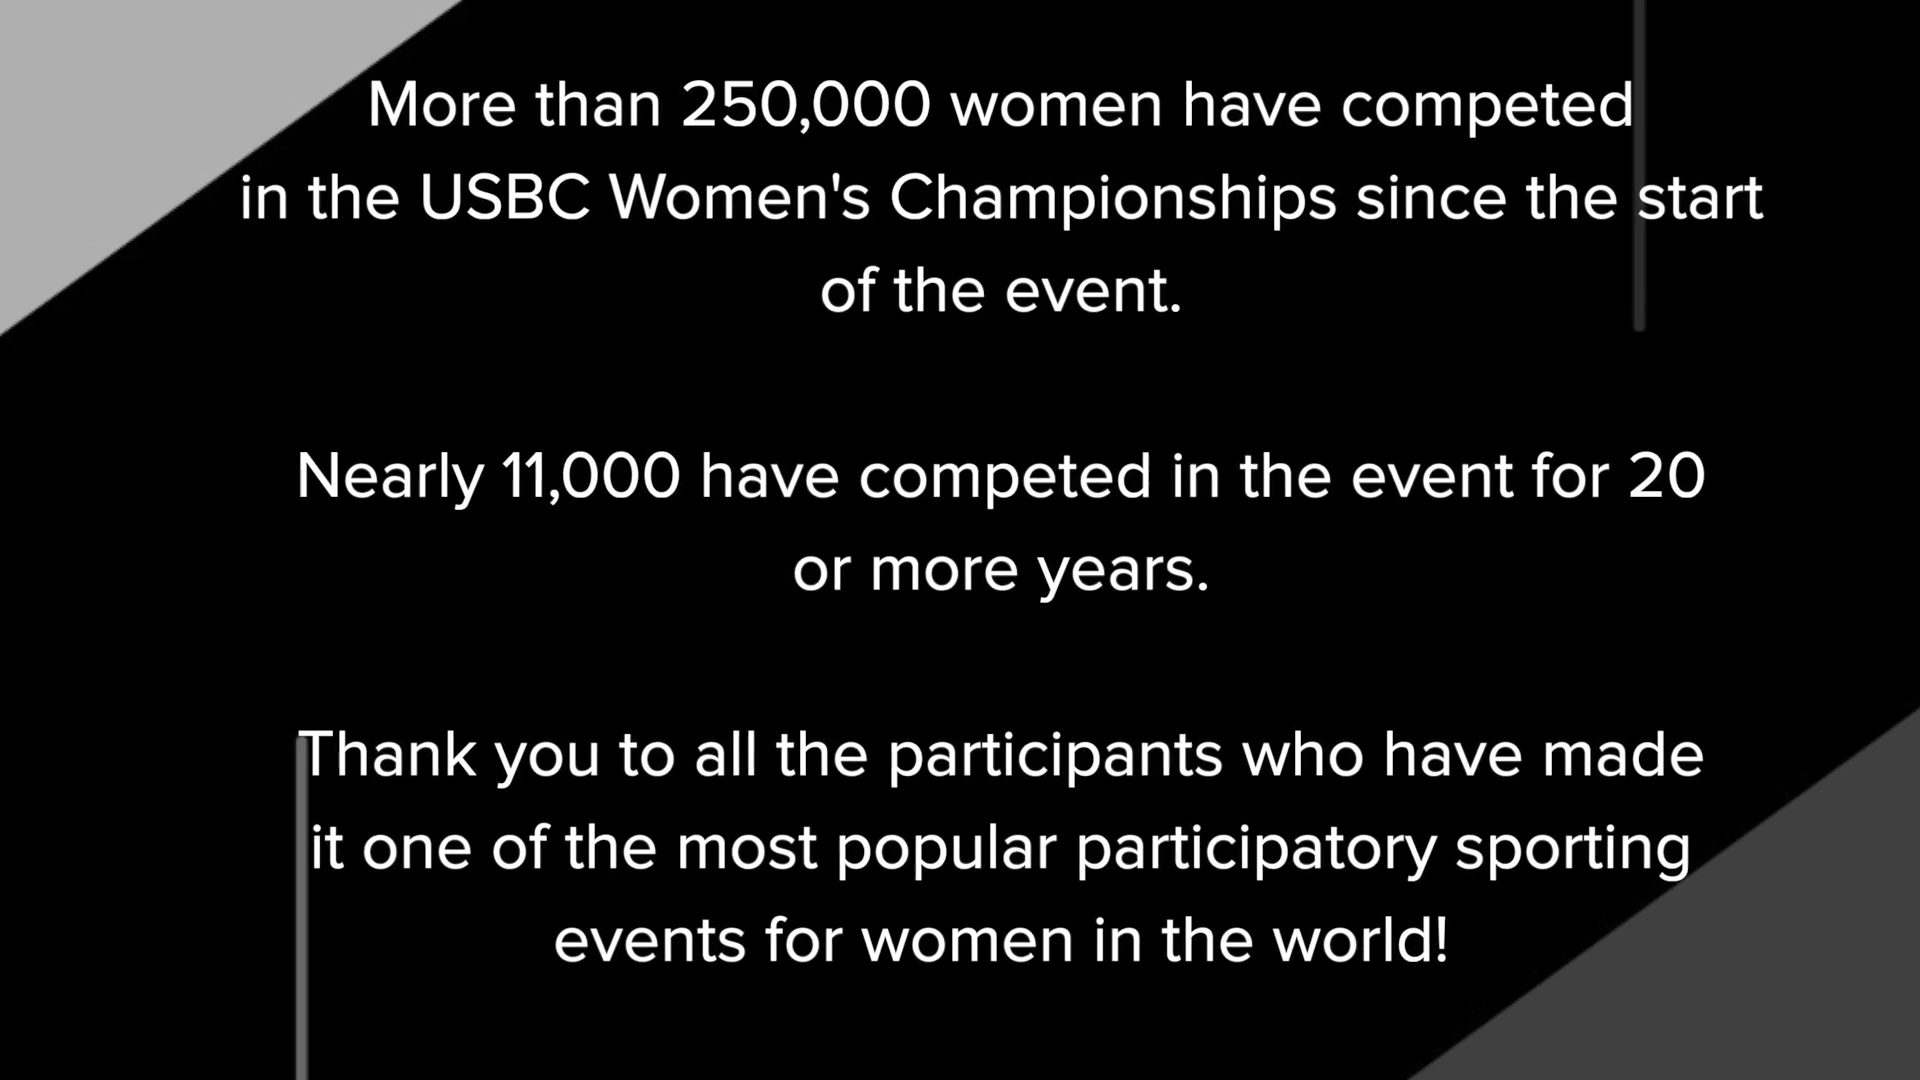 More than 250,000 women have competed
in the USBC Women's Championships since the start
of the event.
Nearly 11,000 have competed in the event for 20
or more years.
Thank you to all the participants who have made
it one of the most popular participatory sporting
events for women in the world!